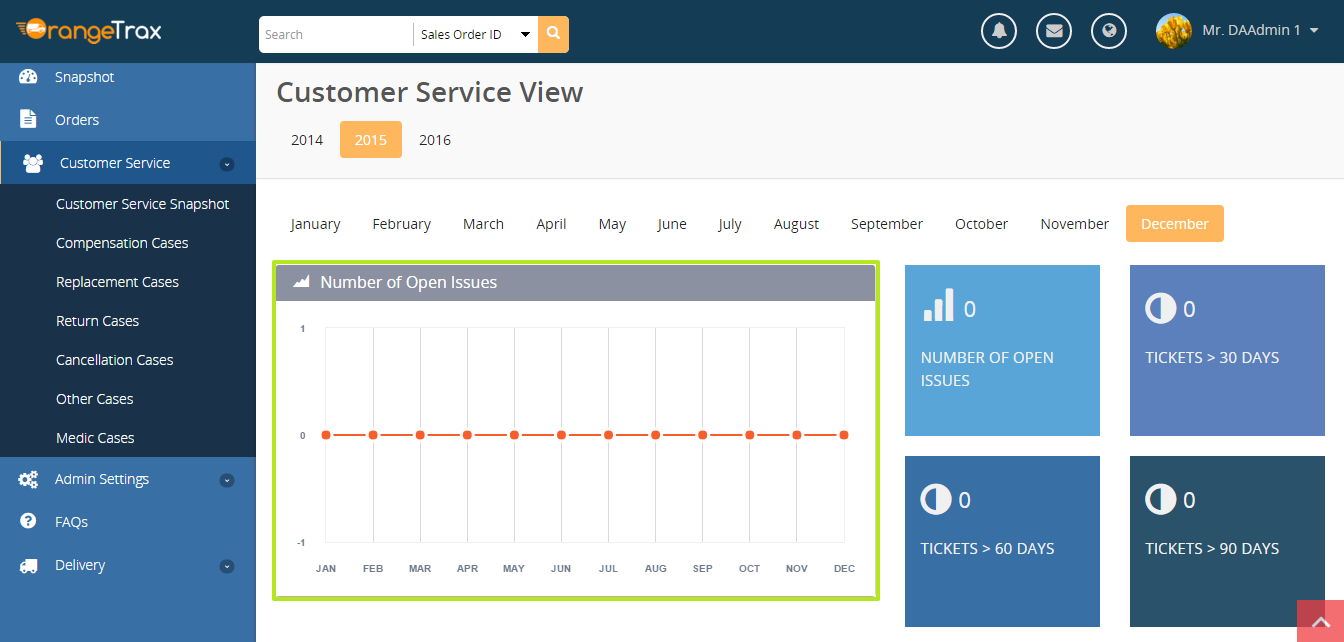 OrangeTrax
Search
Sales Order ID
Mr. DAAdmin 1
Snapshot
Orders
Customer Service
Customer Service Snapshot
Compensation Cases
Replacement Cases
Return Cases
Cancellation Cases
Other Cases
Medic Cases
Admin Settings
FAQs
Delivery
Customer Service View
2014 2015 2016
January February March April May June July August September October November December
Number of Open Issues
1
0
-1
JAN FEB MAR APR MAY JUN JUL AUG SEP OCT NOV DEC
0
NUMBER OF OPEN
ISSUES
0
TICKETS > 30 DAYS
0
TICKETS > 60 DAYS
0
TICKETS > 90 DAYS